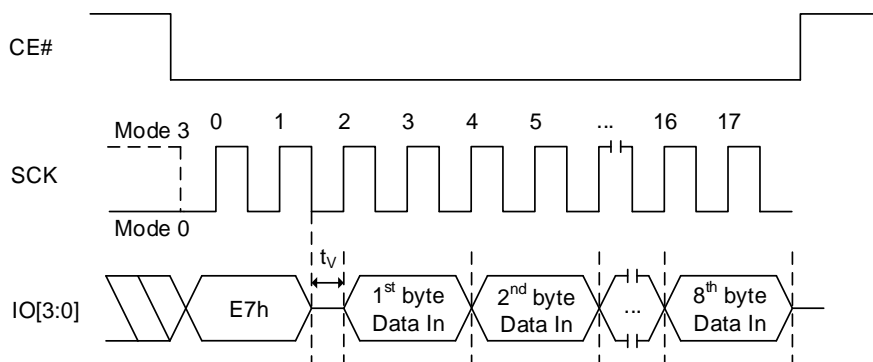 CE#
0 1 2 3 4 5 ... 16 17
Mode 3
SCK
Mode 0
tV
IO[3:0]
E7h
1st byte
Data In
2nd byte
Data In
...
8th byte
Data In